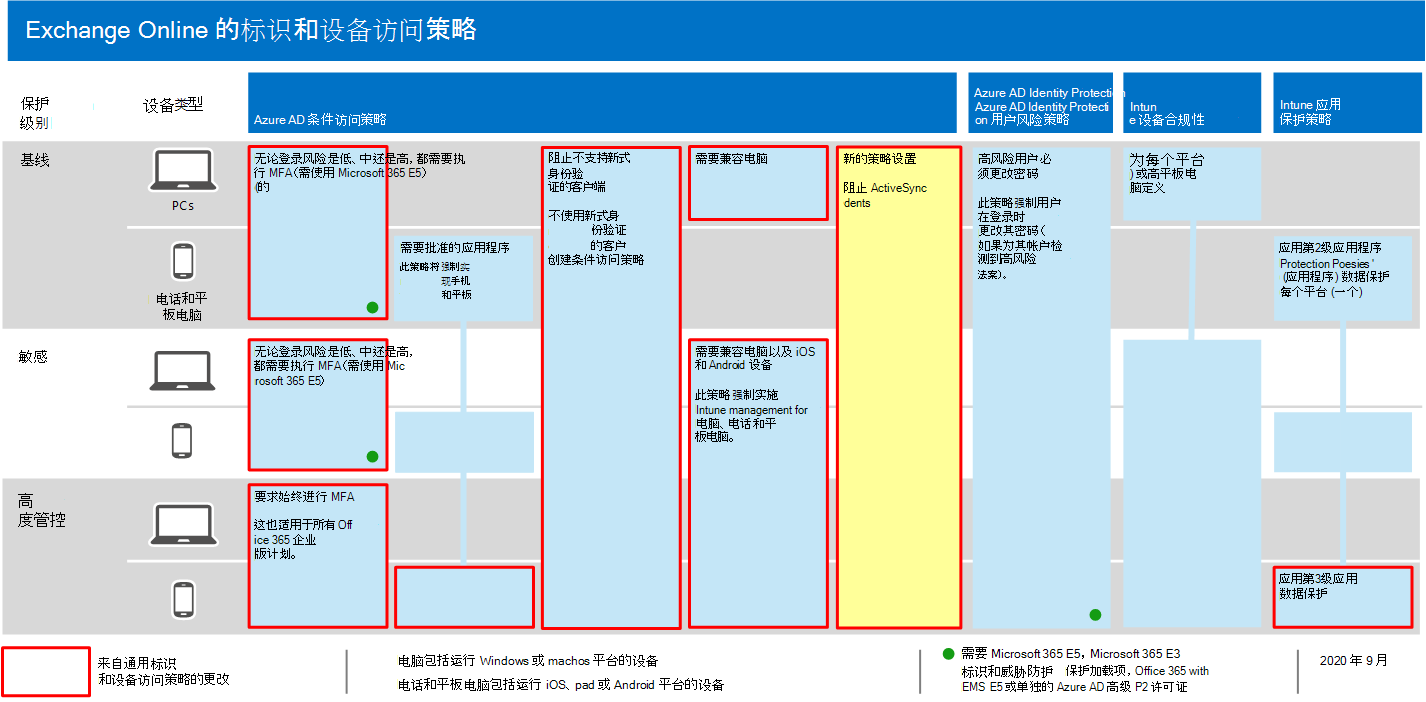 Exchange Online 的标识和设备访问策略
保护
级别
设备类型
Azure AD 条件访问策略
Azure AD Identity Protection
Azure AD Identity Protecti
on 用户风险策略
Intun
e 设备合规性
Intune 应用
保护策略
基线
PCs
电话和平
板电脑
无论登录风险是低、中还是高，都需要执
行 MFA（需使用 Microsoft 365 E5）
(的
需要批准的应用程序
此策略将强制实
现手机
和平板
阻止不支持新式
身份验
证的客户端
不使用新式身
份验证
的客户
创建条件访问策略
需要兼容电脑
新的策略设置
阻止 ActiveSync
dents
高风险用户必
须更改密码
此策略强制用户
在登录时
更改其密码（
如果为其帐户检
测到高风险
法案）。
为每个平台
)或高平板电
脑定义
应用第2级应用程序
Protection Poesies"
(应用程序) 数据保护
每个平台 (一个)
敏感
无论登录风险是低、中还是高，
都需要执行 MFA（需使用 Mic
rosoft 365 E5）
需要兼容电脑以及 iOS
和 Android 设备
此策略强制实施
Intune management for
电脑、电话和平
板电脑。
高
度管控
要求始终进行 MFA
这也适用于所有 Off
ice 365 企业
版计划。
应用第3级应用
数据保护
来自通用标识
和设备访问策略的更改
电脑包括运行 Windows 或 machos 平台的设备
电话和平板电脑包括运行 iOS、pad 或 Android 平台的设备
需要 Microsoft 365 E5，Microsoft 365 E3
标识和威胁防护 保护加载项，Office 365 with
EMS E5 或单独的 Azure AD 高级 P2 许可证
2020 年 9 月